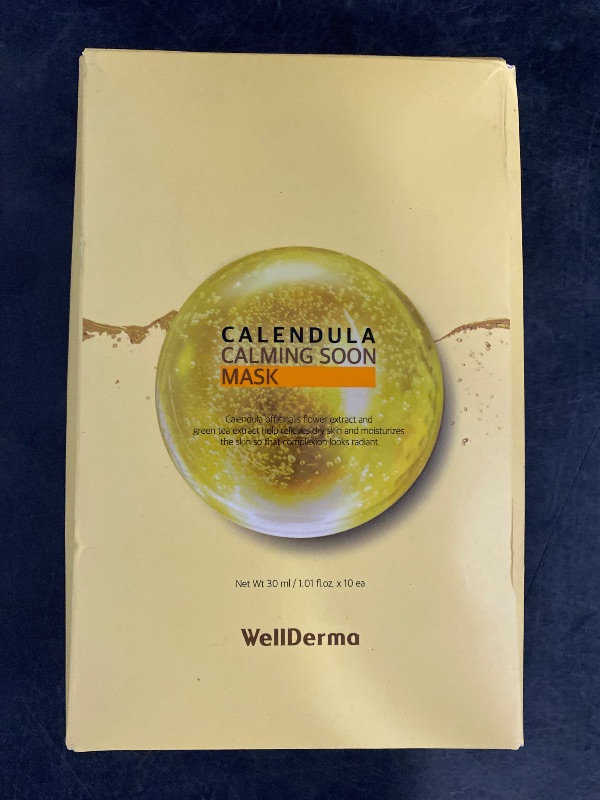 CALENDULA
CALMING SOON
MASK
Calendula officinalis flower extract and
green tea extract help relieves dry skin and moisturizes
the skin so that complexion looks radiant.
Net Wt 30 ml / 1.01 fl.oz. x 10 ea
WellDerma